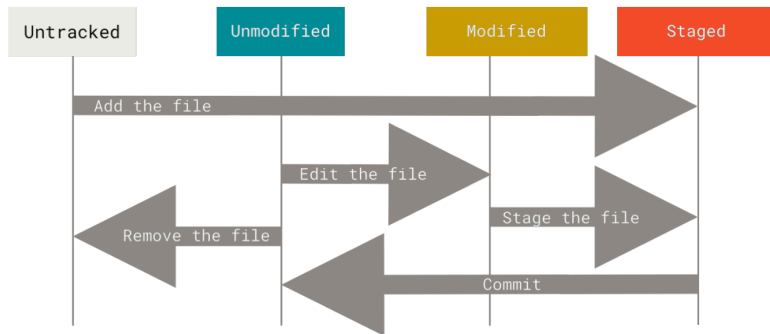 Untracked
Unmodified
Modified
Staged
Add the file
Edit the file
Stage the file
Remove the file
Commit